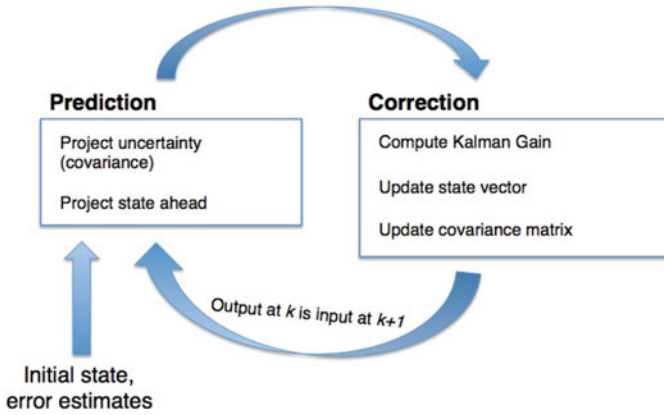 Prediction
Project uncertainty
(covariance)
Project state ahead
Correction
Compute Kalman Gain
Update state vector
Update covariance matrix
Output at k is input at k+1
Initial state,
error estimates